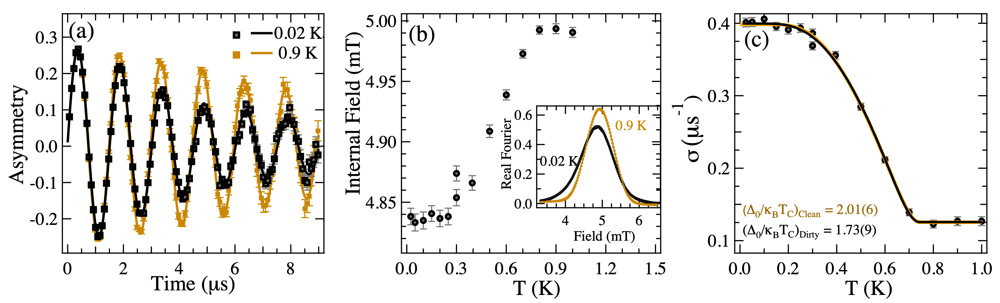 (a)
0.02 K
0.9 K
0.3
0.2
0.1
0.0
-0.1
-0.2
Asymmetry
0 2 4 6 8
Time (μs)
(b)
5.00
4.95
4.90
4.85
Internal Field (mT)
0.0 0.3 0.6 0.9 1.2 1.5
T (K)
0.6
0.4
0.2
0.0
Real Fourier
0.9 K
0.02 K
4 5 6
Field (mT)
(c)
0.4
0.3
0.2
0.1
σ (μs⁻¹)
(Δ₀/κ_BT_C)_Clean = 2.01(6)
(Δ₀/κ_BT_C)_Dirty = 1.73(9)
0.0 0.2 0.4 0.6 0.8 1.0
T (K)